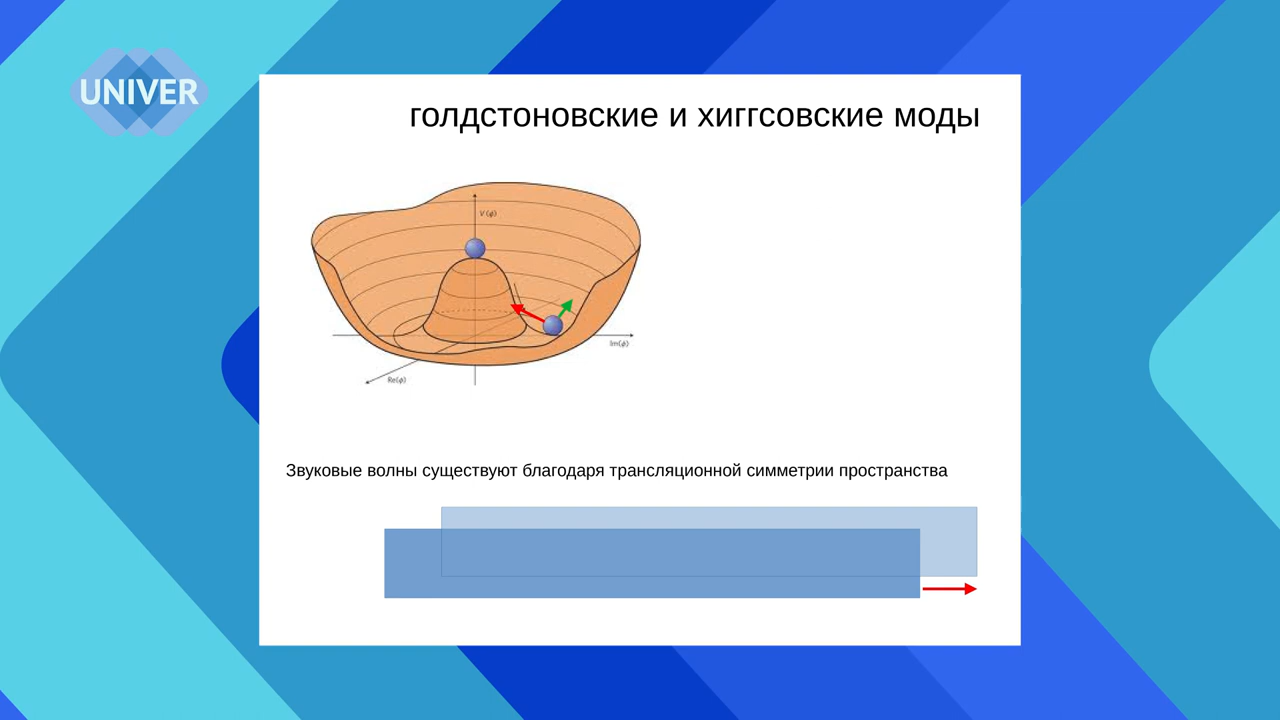 UNIVER
голдстоновские и хиггсовские моды
V(ϕ)
Im(ϕ)
Re(ϕ)
Звуковые волны существуют благодаря трансляционной симметрии пространства